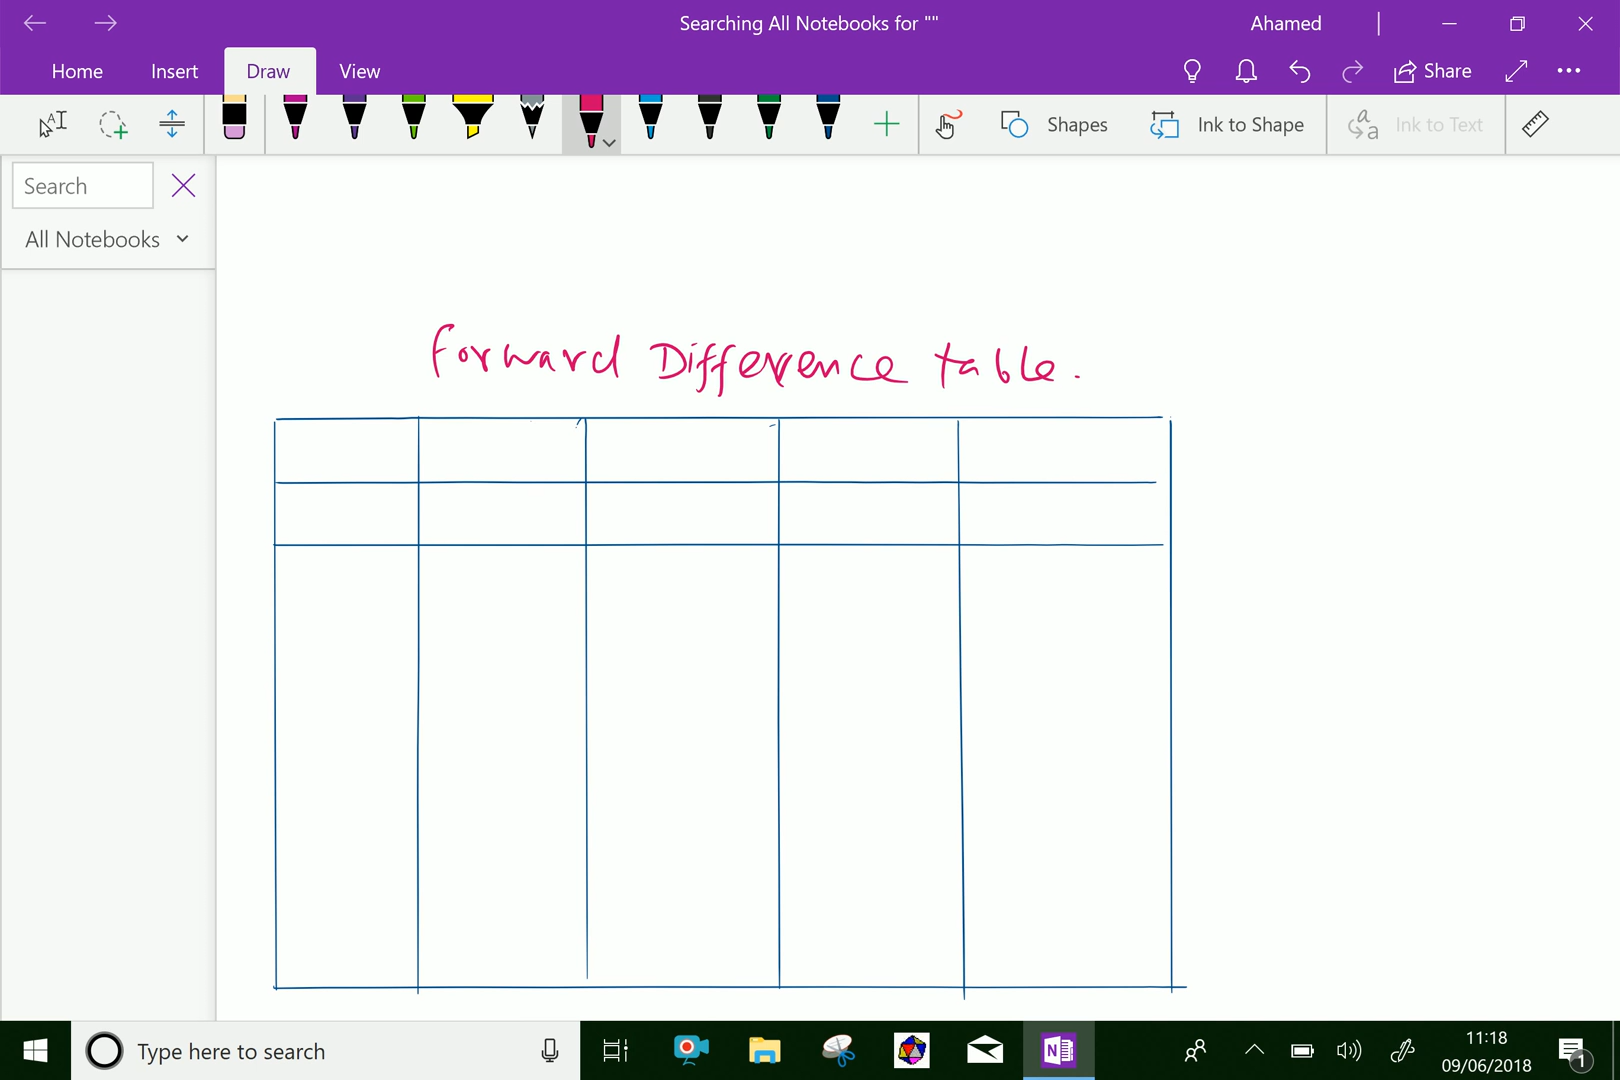 Searching All Notebooks for ""
Ahamed
Home Insert Draw View
Share
Shapes
Ink to Shape
Ink to Text
Search
All Notebooks
Forward Difference table.
Type here to search
11:18
09/06/2018
1